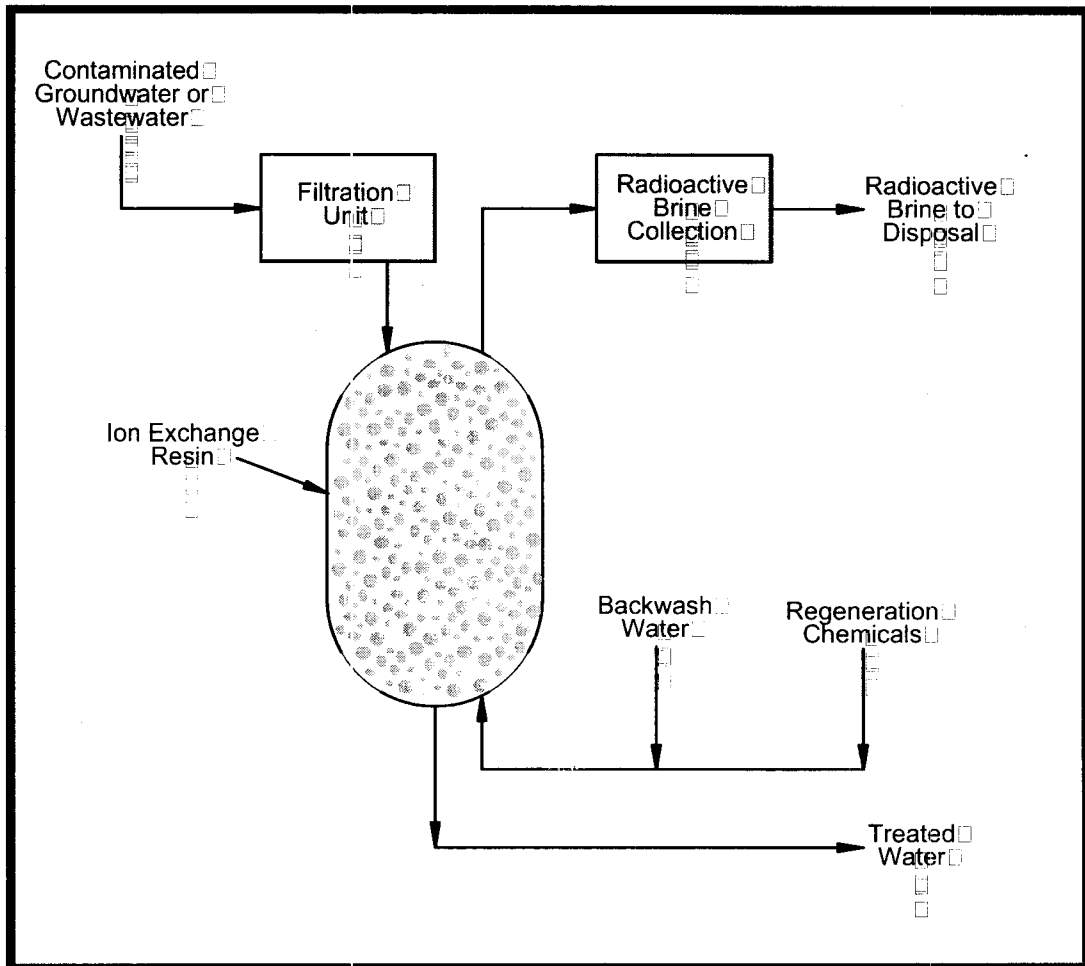 Contaminated
Groundwater or
Wastewater
Filtration
Unit
Radioactive
Brine
Collection
Radioactive
Brine to
Disposal
Ion Exchange
Resin
Backwash
Water
Regeneration
Chemicals
Treated
Water